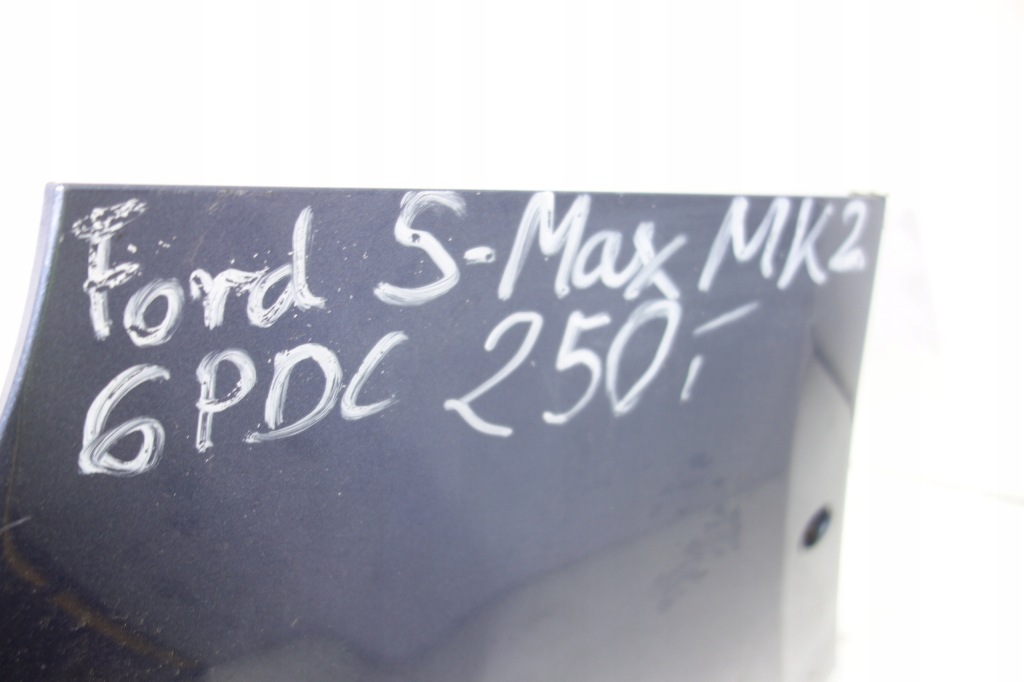 Ford S-Max MK2
6PDC 250,-